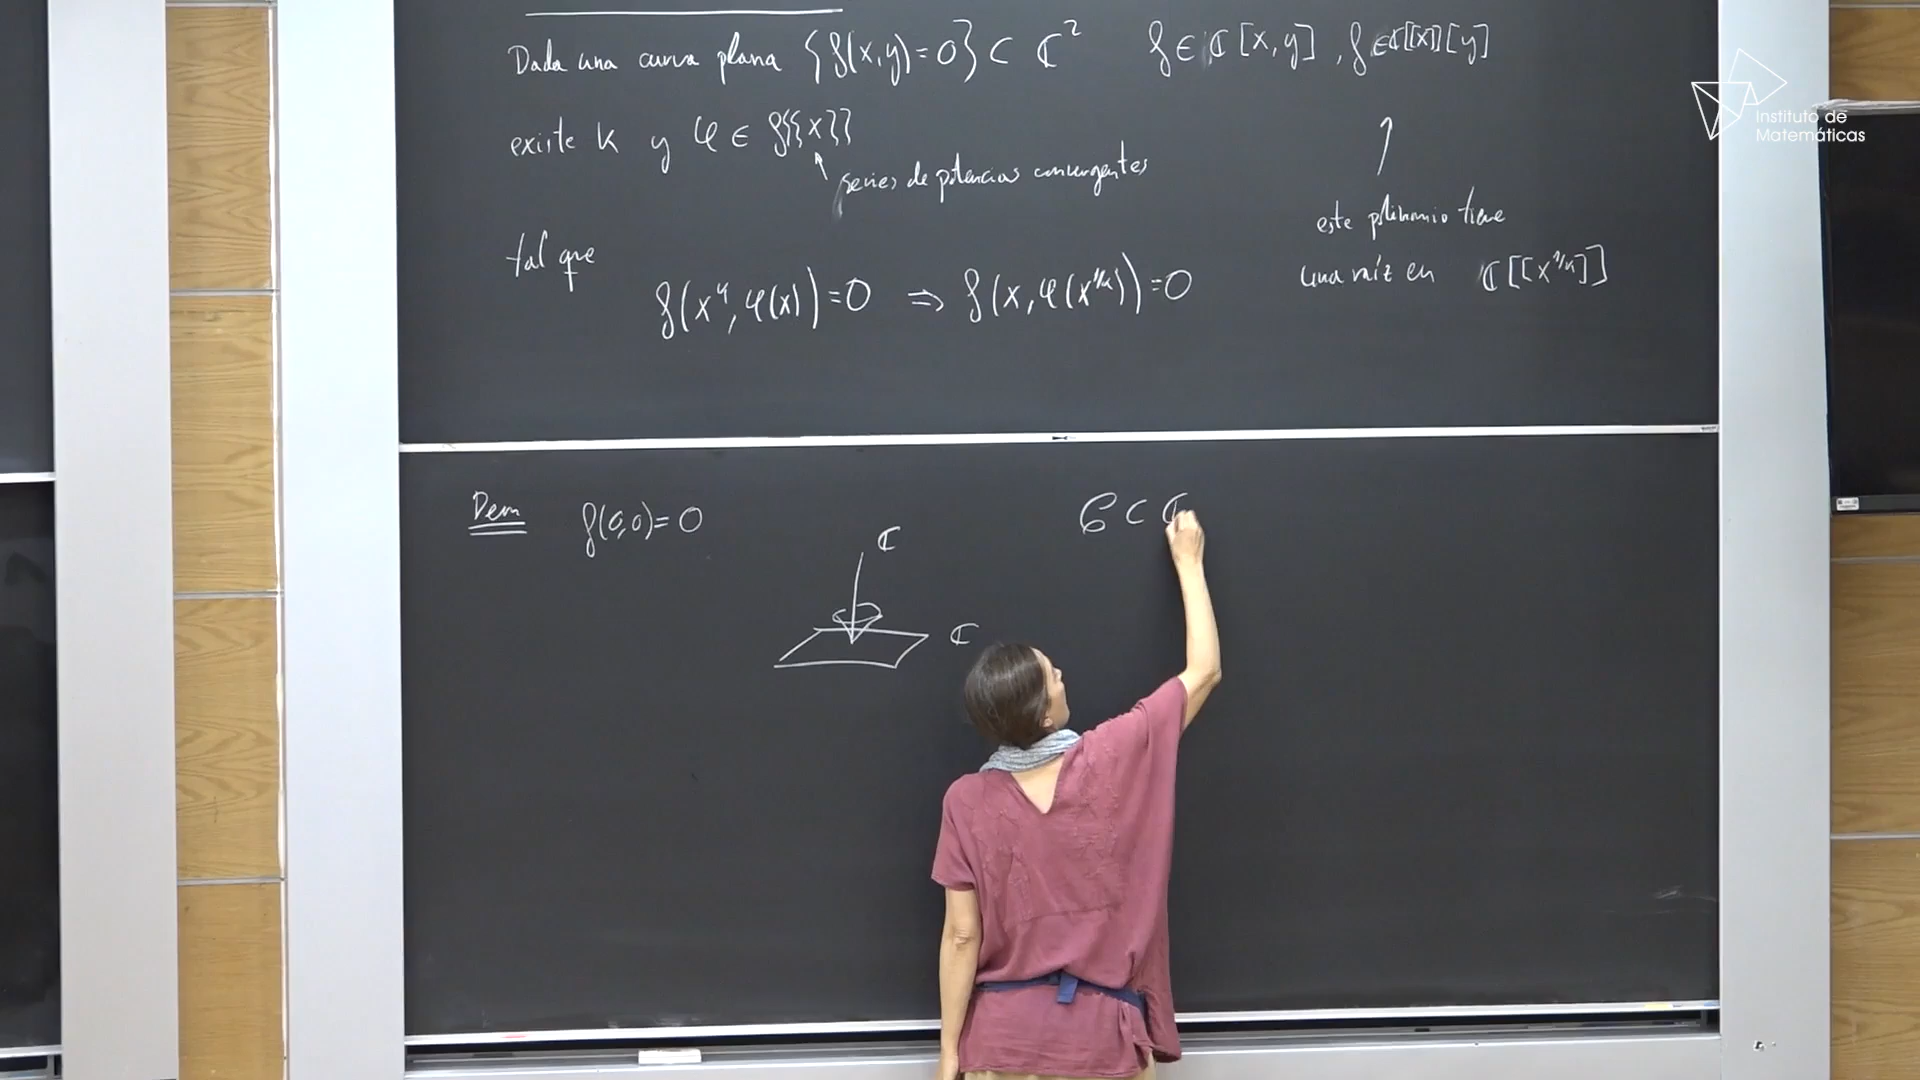 Dada una curva plana {f(x,y)=0} ⊂ ℂ² f ∈ ℂ[x,y], f ∈ ℂ[[x]][y]
existe k y φ ∈ f{{x}}
↑ series de potencias convergentes
este polinomio tiene
una raíz en ℂ[[x^{1/k}]]
tal que
f(x^k, φ(x))=0 ⇒ f(x, φ(x^{1/k}))=0
Dem f(0,0)=0
ℂ
ℂ
𝒞 ⊂ ℂ
Instituto de
Matemáticas